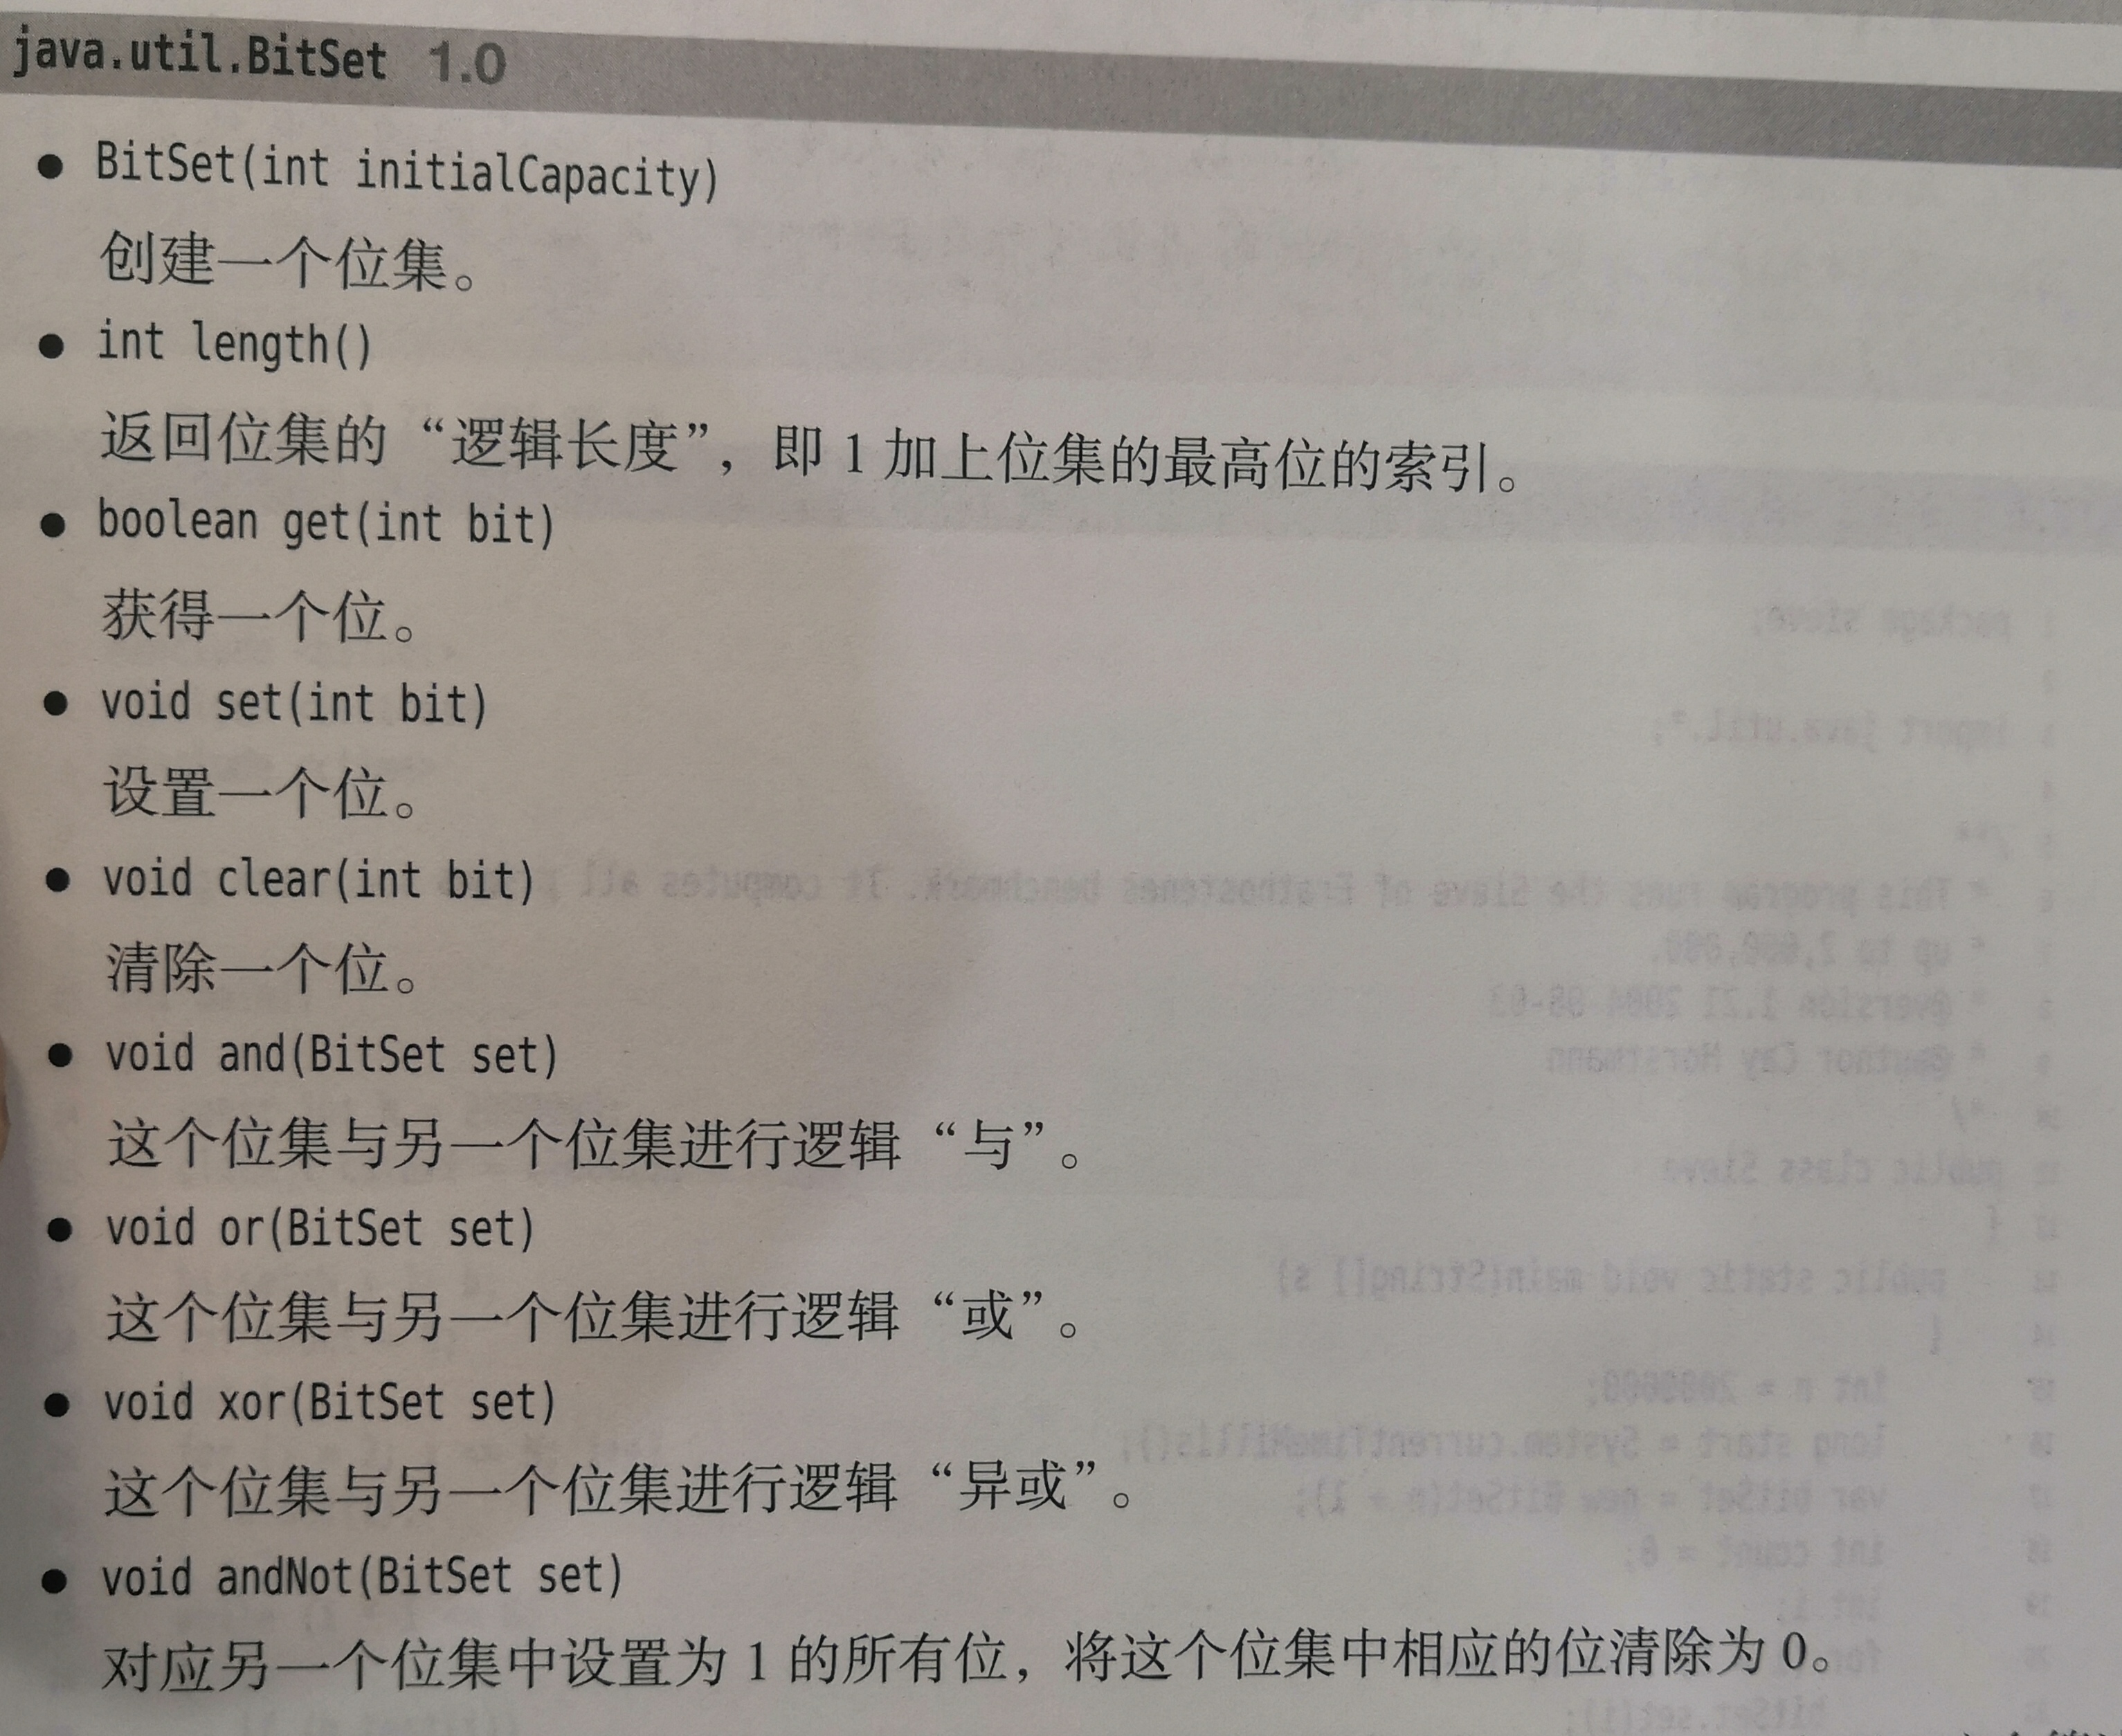 java.util.BitSet 1.0
● BitSet(int initialCapacity)
创建一个位集。
● int length()
返回位集的“逻辑长度”，即 1 加上位集的最高位的索引。
● boolean get(int bit)
获得一个位。
● void set(int bit)
设置一个位。
● void clear(int bit)
清除一个位。
● void and(BitSet set)
这个位集与另一个位集进行逻辑“与”。
● void or(BitSet set)
这个位集与另一个位集进行逻辑“或”。
● void xor(BitSet set)
这个位集与另一个位集进行逻辑“异或”。
● void andNot(BitSet set)
对应另一个位集中设置为 1 的所有位，将这个位集中相应的位清除为 0。